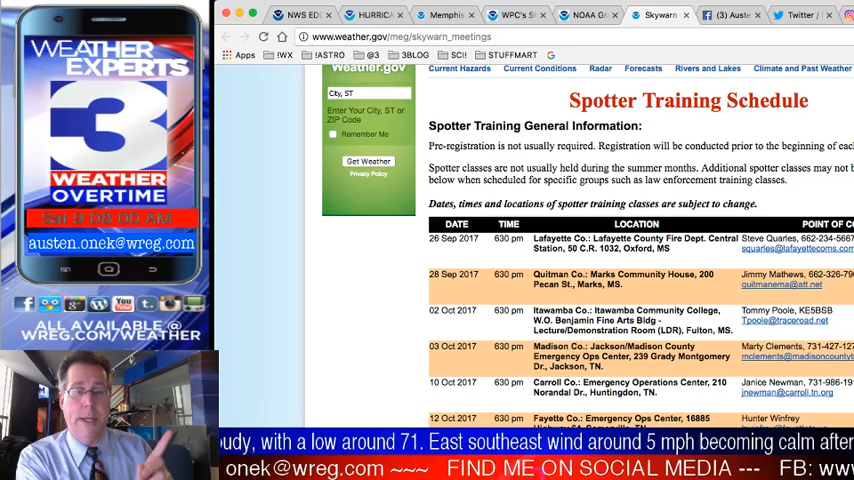 WEATHER
EXPERTS
3
WEATHER
OVERTIME
Sat 9:08:00 AM
austen.onek@wreg.com
ALL AVAILABLE @
WREG.COM/WEATHER
NWS ED
HURRIC
Memphis
WPC's S
NOAA G
Skywarn
(3) Auste
Twitter /
www.weather.gov/meg/skywarn_meetings
Apps
!WX
!ASTRO
@3
3BLOG
SCI!
STUFFMART
weather.gov
City, ST
Enter Your City, ST or
ZIP Code
Remember Me
Get Weather
Privacy Policy
Current Hazards Current Conditions Radar Forecasts Rivers and Lakes Climate and Past Weather
Spotter Training Schedule
Spotter Training General Information:
Pre-registration is not usually required. Registration will be conducted prior to the beginning of eac
Spotter classes are not usually held during the summer months. Additional spotter classes may not b
below when scheduled for specific groups such as law enforcement training classes.
Dates, times and locations of spotter training classes are subject to change.
DATE TIME LOCATION POINT OF CO
26 Sep 2017 630 pm Lafayette Co.: Lafayette County Fire Dept. Central Steve Quarles, 662-234-5667
Station, 50 C.R. 1032, Oxford, MS squarles@lafayettecoms.com
28 Sep 2017 630 pm Quitman Co.: Marks Community House, 200 Jimmy Mathews, 662-326-79
Pecan St., Marks, MS. quitmanema@att.net
02 Oct 2017 630 pm Itawamba Co.: Itawamba Community College, Tommy Poole, KE5BSB
W.O. Benjamin Fine Arts Bldg - Tpoole@traceroad.net
Lecture/Demonstration Room (LDR), Fulton, MS.
03 Oct 2017 630 pm Madison Co.: Jackson/Madison County Marty Clements, 731-427-127
Emergency Ops Center, 239 Grady Montgomery mclements@madisoncountyt
Dr., Jackson, TN.
10 Oct 2017 630 pm Carroll Co.: Emergency Operations Center, 210 Janice Newman, 731-986-19
Norandal Dr., Huntingdon, TN. jnewman@carroll.tn.org
12 Oct 2017 630 pm Fayette Co.: Emergency Ops Center, 16885 Hunter Winfrey
oudy, with a low around 71. East southeast wind around 5 mph becoming calm after
onek@wreg.com ~~~ FIND ME ON SOCIAL MEDIA --- FB: www